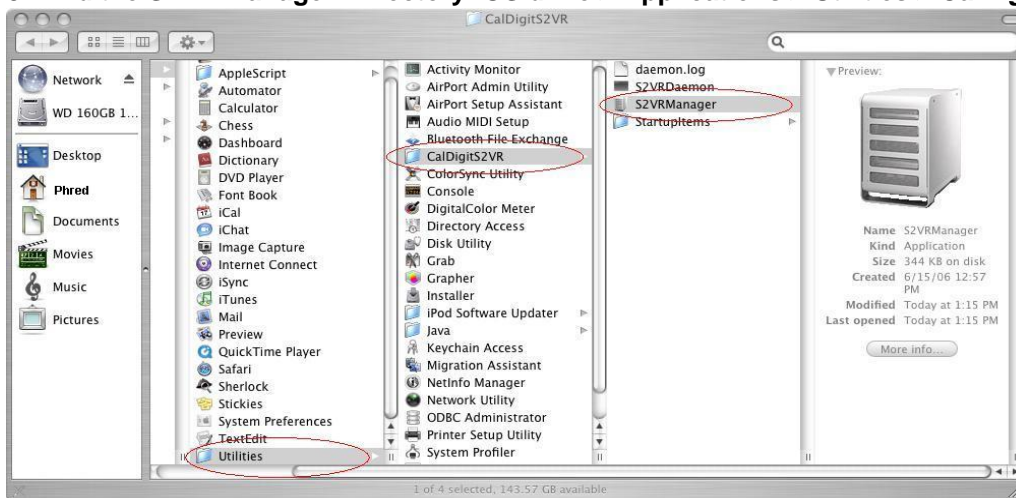 CalDigitS2VR
Network
WD 160GB 1...
Desktop
Phred
Documents
Movies
Music
Pictures
AppleScript
Automator
Calculator
Chess
Dashboard
Dictionary
DVD Player
Font Book
iCal
iChat
Image Capture
Internet Connect
iSync
iTunes
Mail
Preview
QuickTime Player
Safari
Sherlock
Stickies
System Preferences
TextEdit
Utilities
Activity Monitor
AirPort Admin Utility
AirPort Setup Assistant
Audio MIDI Setup
Bluetooth File Exchange
CalDigitS2VR
ColorSync Utility
Console
DigitalColor Meter
Directory Access
Disk Utility
Grab
Grapher
Installer
iPod Software Updater
Java
Keychain Access
Migration Assistant
NetInfo Manager
Network Utility
ODBC Administrator
Printer Setup Utility
System Profiler
daemon.log
S2VRDaemon
S2VRManager
StartupItems
Preview:
Name S2VRManager
Kind Application
Size 344 KB on disk
Created 6/15/06 12:57
PM
Modified Today at 1:15 PM
Last opened Today at 1:15 PM
More info...
1 of 4 selected, 143.57 GB available